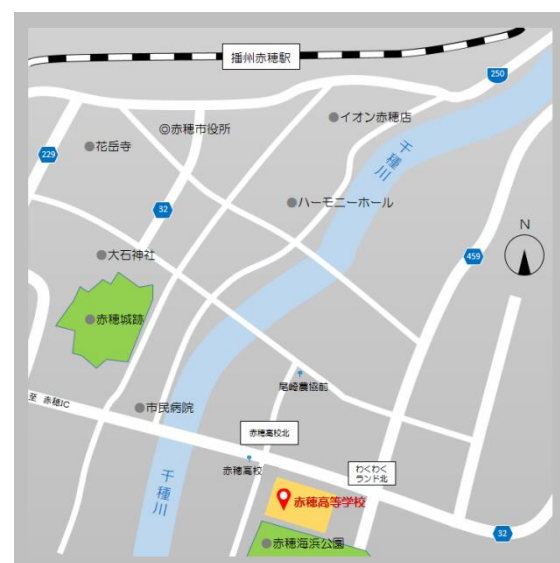 播州赤穂駅
250
◎赤穂市役所
イオン赤穂店
花岳寺
229
千種川
32
ハーモニーホール
N
大石神社
459
赤穂城跡
尾崎農協前
至 赤穂IC
市民病院
赤穂高校北
赤穂高校
わくわく
ランド北
千種川
赤穂高等学校
32
赤穂海浜公園